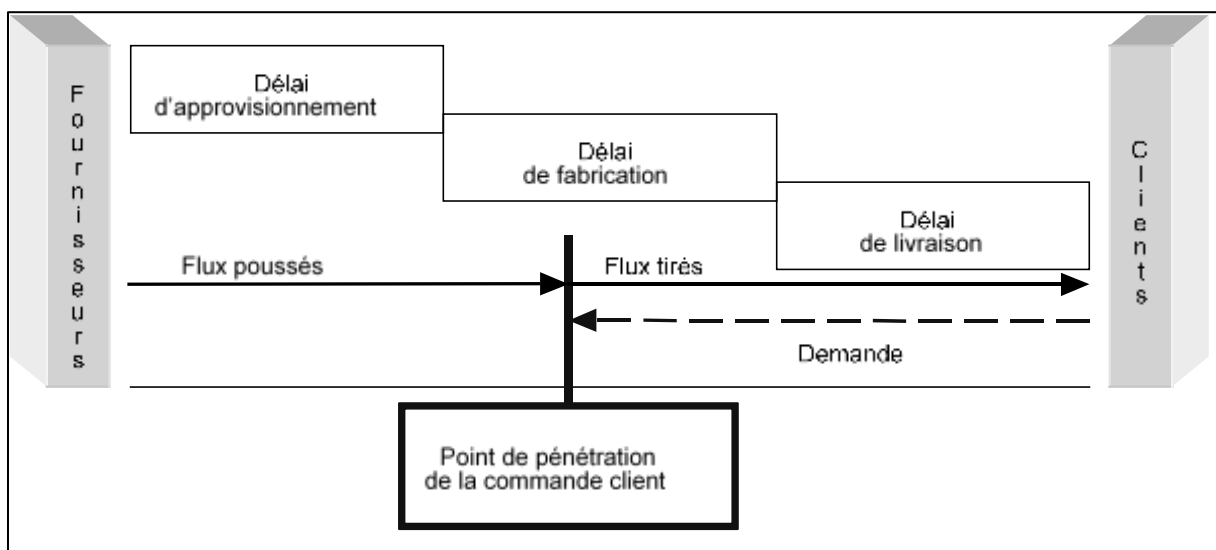 Fournisseurs
Délai
d'approvisionnement
Délai
de fabrication
Délai
de livraison
Clients
Flux poussés
Flux tirés
Demande
Point de pénétration
de la commande client